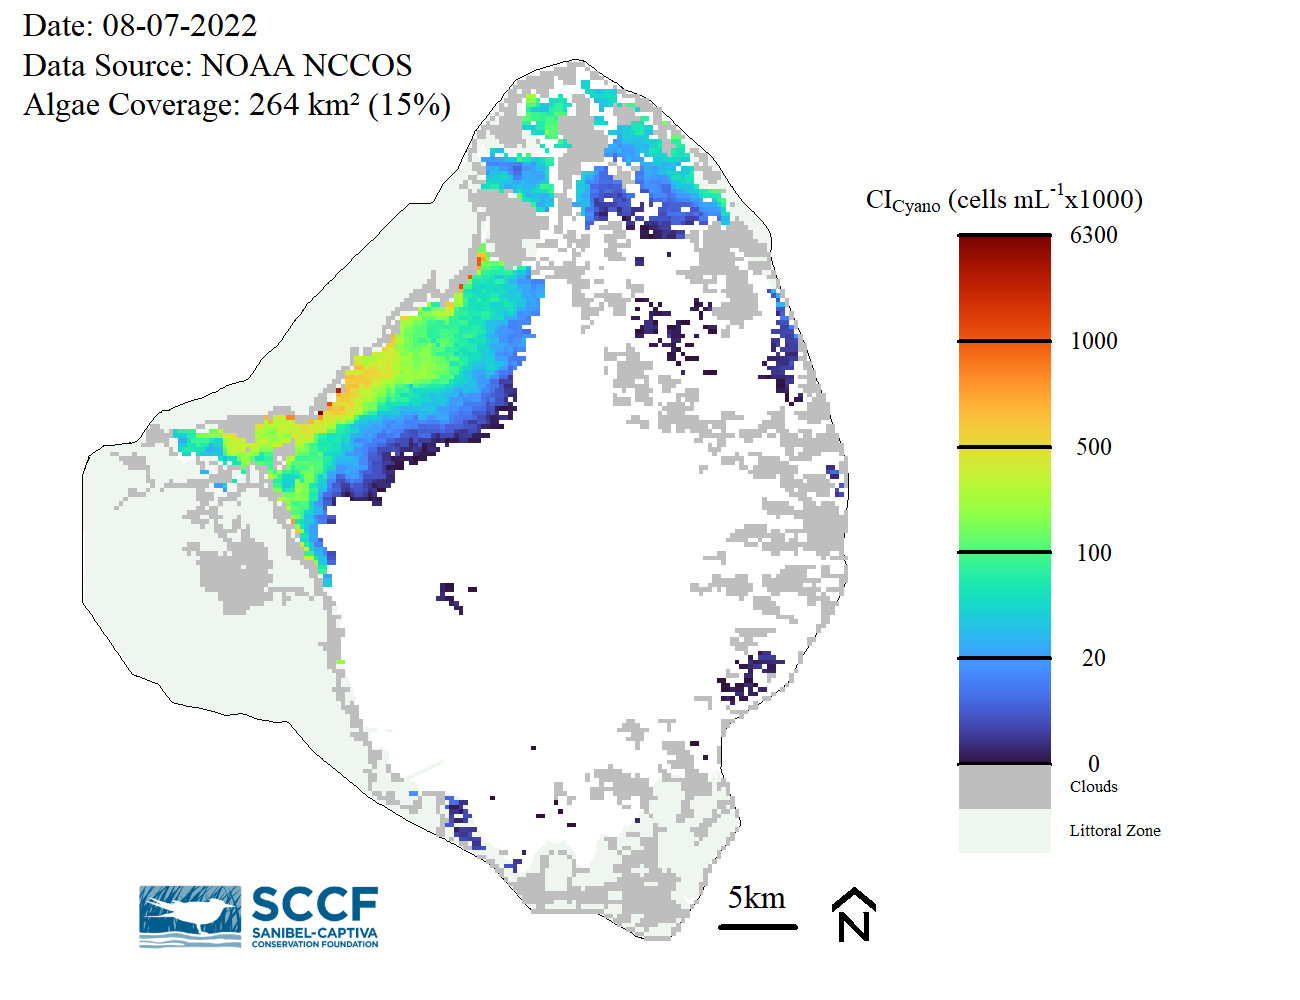 Date: 08-07-2022
Data Source: NOAA NCCOS
Algae Coverage: 264 km² (15%)
CICyano (cells mL-1x1000)
6300
1000
500
100
20
0
Clouds
Littoral Zone
5km
N
SCCF
SANIBEL-CAPTIVA
CONSERVATION FOUNDATION